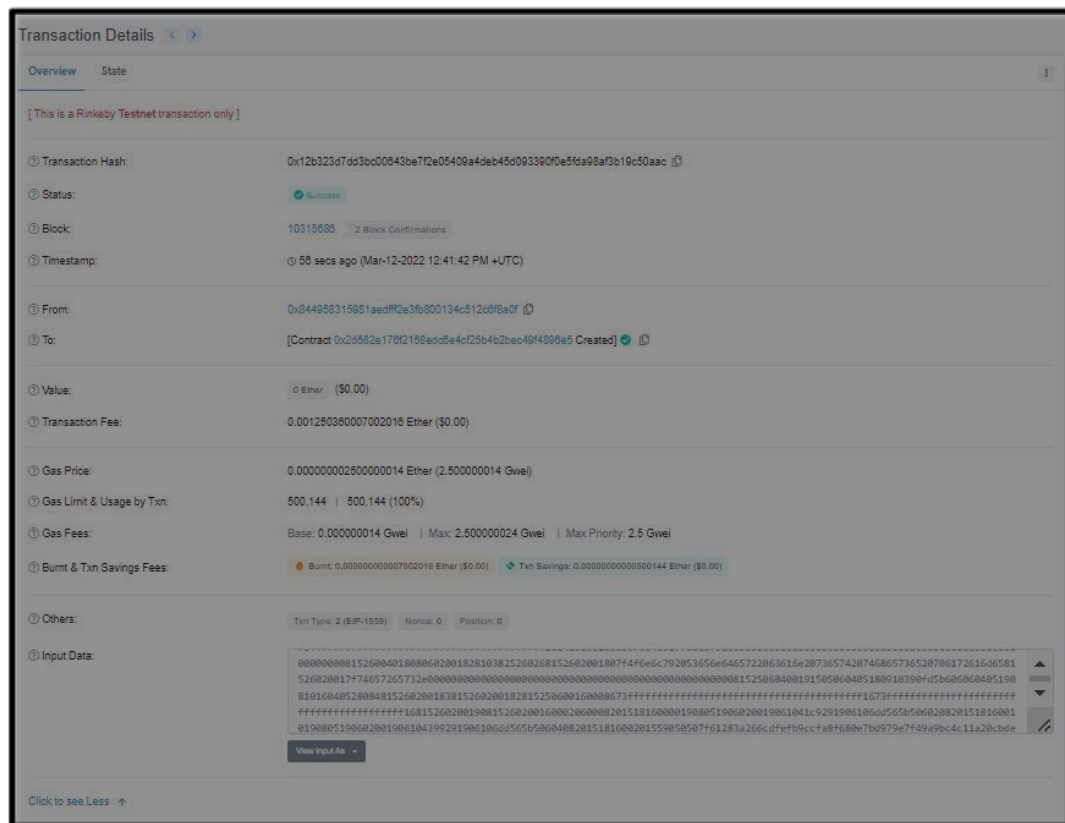 Transaction Details
Overview State
[ This is a Rinkeby Testnet transaction only ]
Transaction Hash: 0x12b323d7dd3bc00643be7f2e05409a4deb45d093390f0e5fda98af3b19c50aac
Status: Success
Block: 10315686 2 Block Confirmations
Timestamp: 56 secs ago (Mar-12-2022 12:41:42 PM +UTC)
From: 0x844958315981aedfff2e3fb800134c512c6f8a0f
To: [Contract 0x2d582e176f2168edc6e4cf25b4b2bec49f4896e5 Created]
Value: 0 Ether ($0.00)
Transaction Fee: 0.001250360007002016 Ether ($0.00)
Gas Price: 0.000000002500000014 Ether (2.500000014 Gwei)
Gas Limit & Usage by Txn: 500,144 | 500,144 (100%)
Gas Fees: Base: 0.000000014 Gwei | Max: 2.500000024 Gwei | Max Priority: 2.5 Gwei
Burnt & Txn Savings Fees: Burnt: 0.000000000007002016 Ether ($0.00) Txn Savings: 0.00000000000500144 Ether ($0.00)
Others: Txn Type: 2 (EIP-1559) Nonce: 0 Position: 0
Input Data:
View Input As
Click to see Less